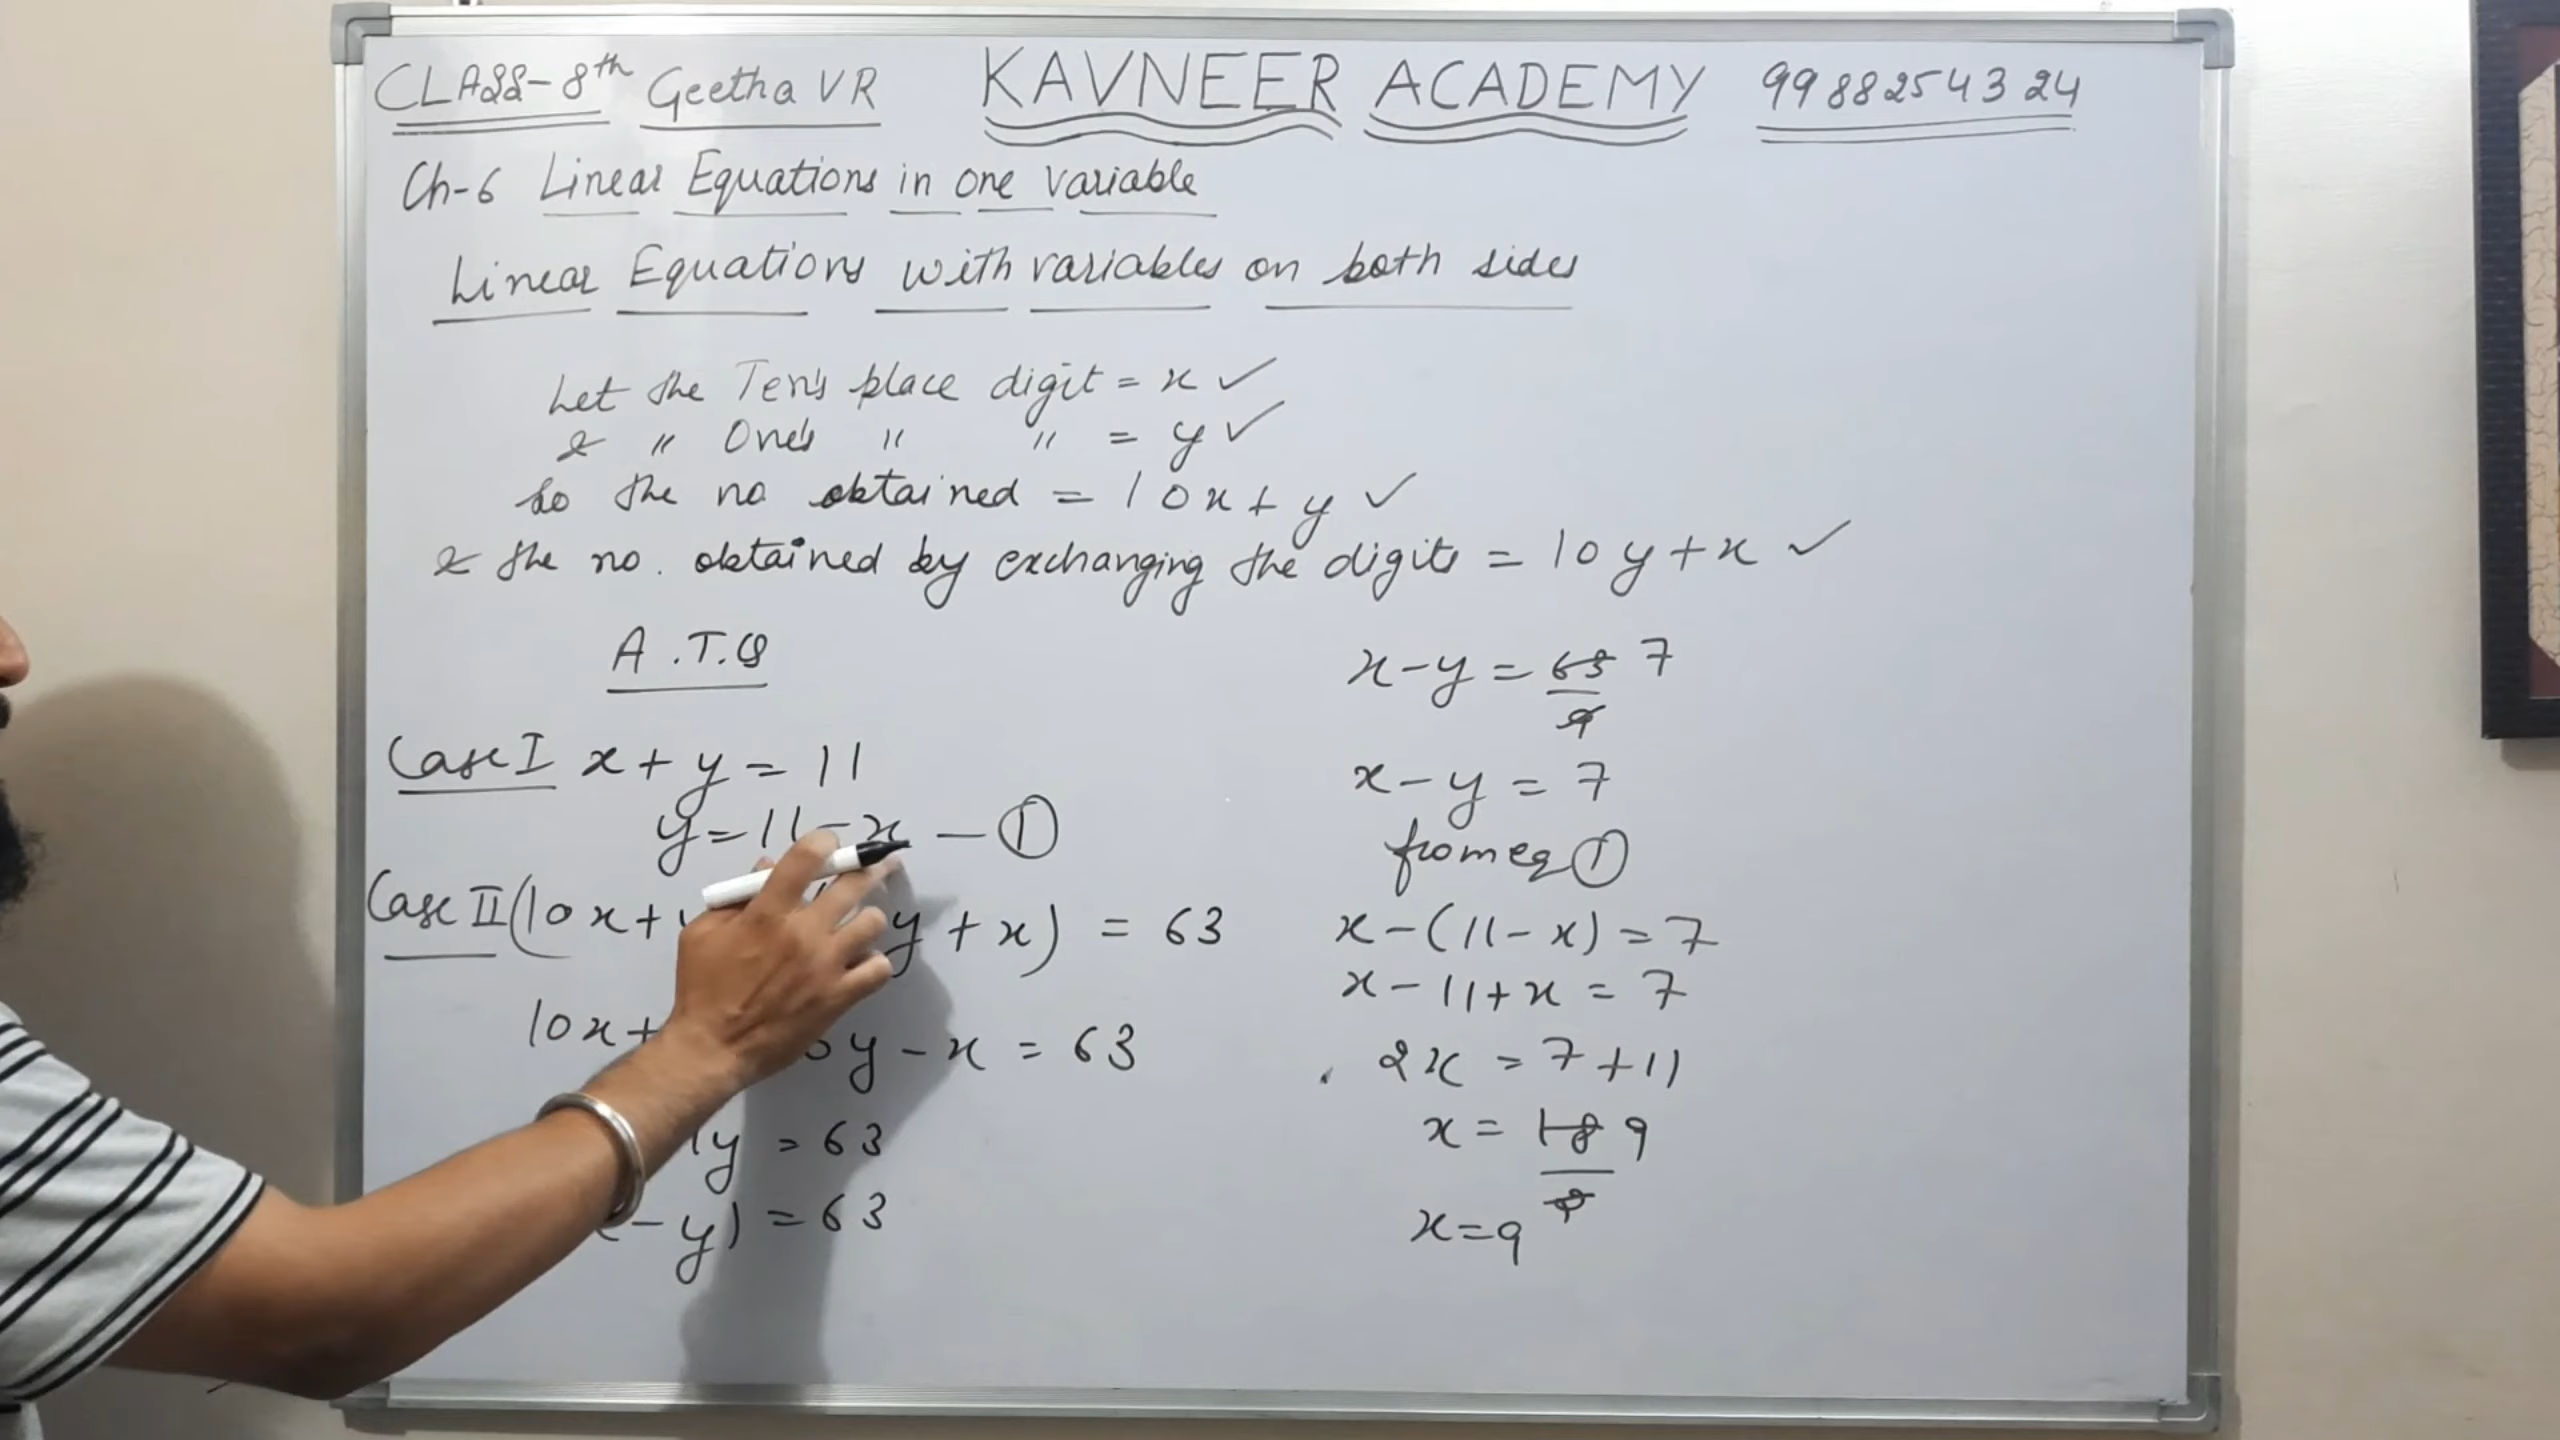 CLASS-8th Geetha VR KAVNEER ACADEMY 9988254324
Ch-6 Linear Equations in one variable
Linear Equations with variables on both sides
Let the Ten's place digit = x ✓
& " One's " " = y ✓
So the no obtained = 10x + y ✓
& the no. obtained by exchanging the digits = 10y + x ✓
A.T.Q
Case I x + y = 11
y = 11 - x - ①
Case II (10x + y + x) = 63
10x + y - x = 63
y = 63
- y) = 63
x - y = 63/9 7
x - y = 7
from eq ①
x - (11 - x) = 7
x - 11 + x = 7
2x = 7 + 11
x = 18/2 9
x = 9